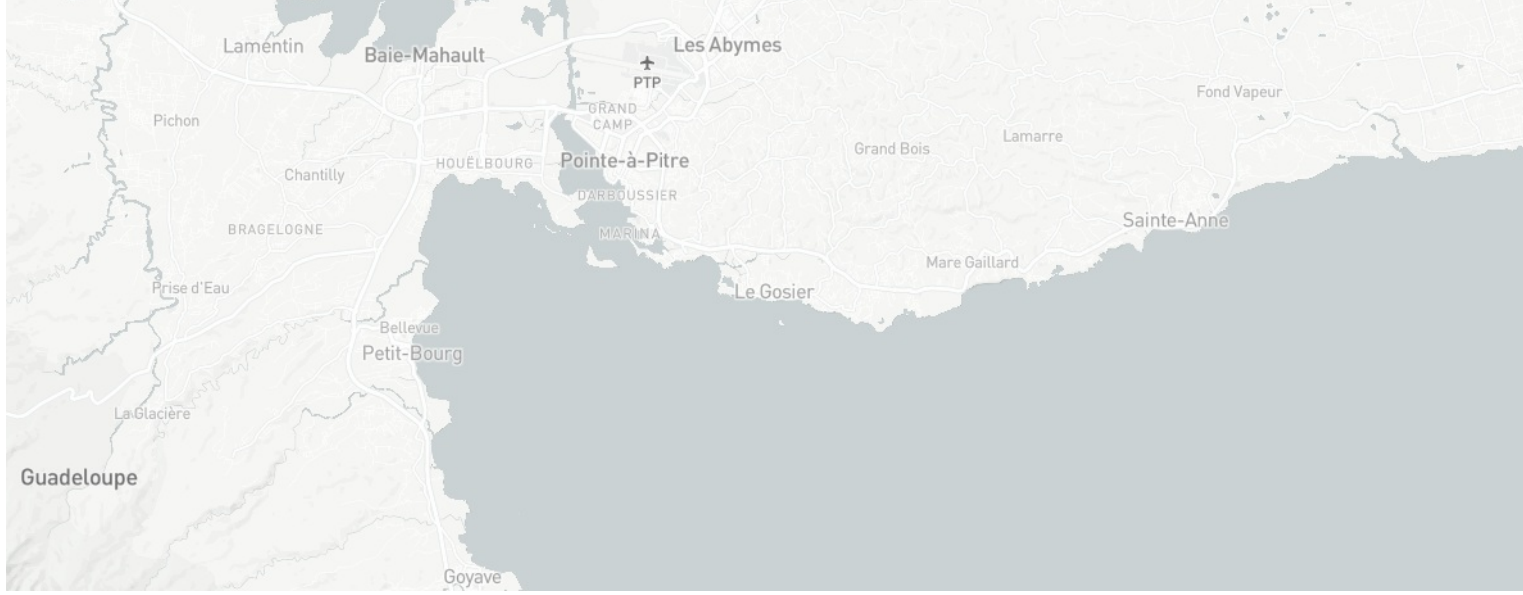 Lamentin
Baie-Mahault
Les Abymes
PTP
Fond Vapeur
GRAND
CAMP
Pichon
Lamarre
Grand Bois
HOUËLBOURG
Pointe-à-Pitre
Chantilly
DARBOUSSIER
Sainte-Anne
BRAGELOGNE
MARINA
Mare Gaillard
Prise d'Eau
Le Gosier
Bellevue
Petit-Bourg
La Glacière
Guadeloupe
Goyave